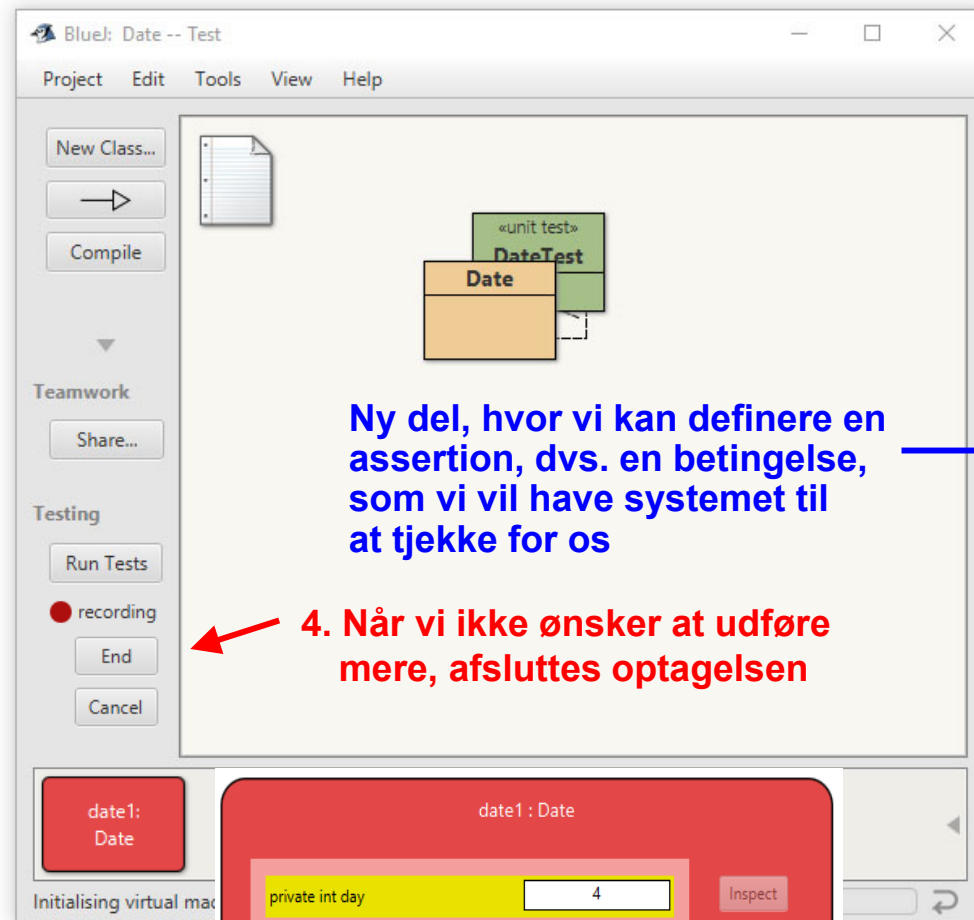 BlueJ: Date -- Test
Project Edit Tools View Help
New Class...
Compile
«unit test»
DateTest
Date
Teamwork
Share...
Ny del, hvor vi kan definere en
assertion, dvs. en betingelse,
som vi vil have systemet til
at tjekke for os
Testing
Run Tests
recording
4. Når vi ikke ønsker at udføre
mere, afsluttes optagelsen
End
Cancel
date1:
Date
date1 : Date
private int day 4 Inspect
Initialising virtual